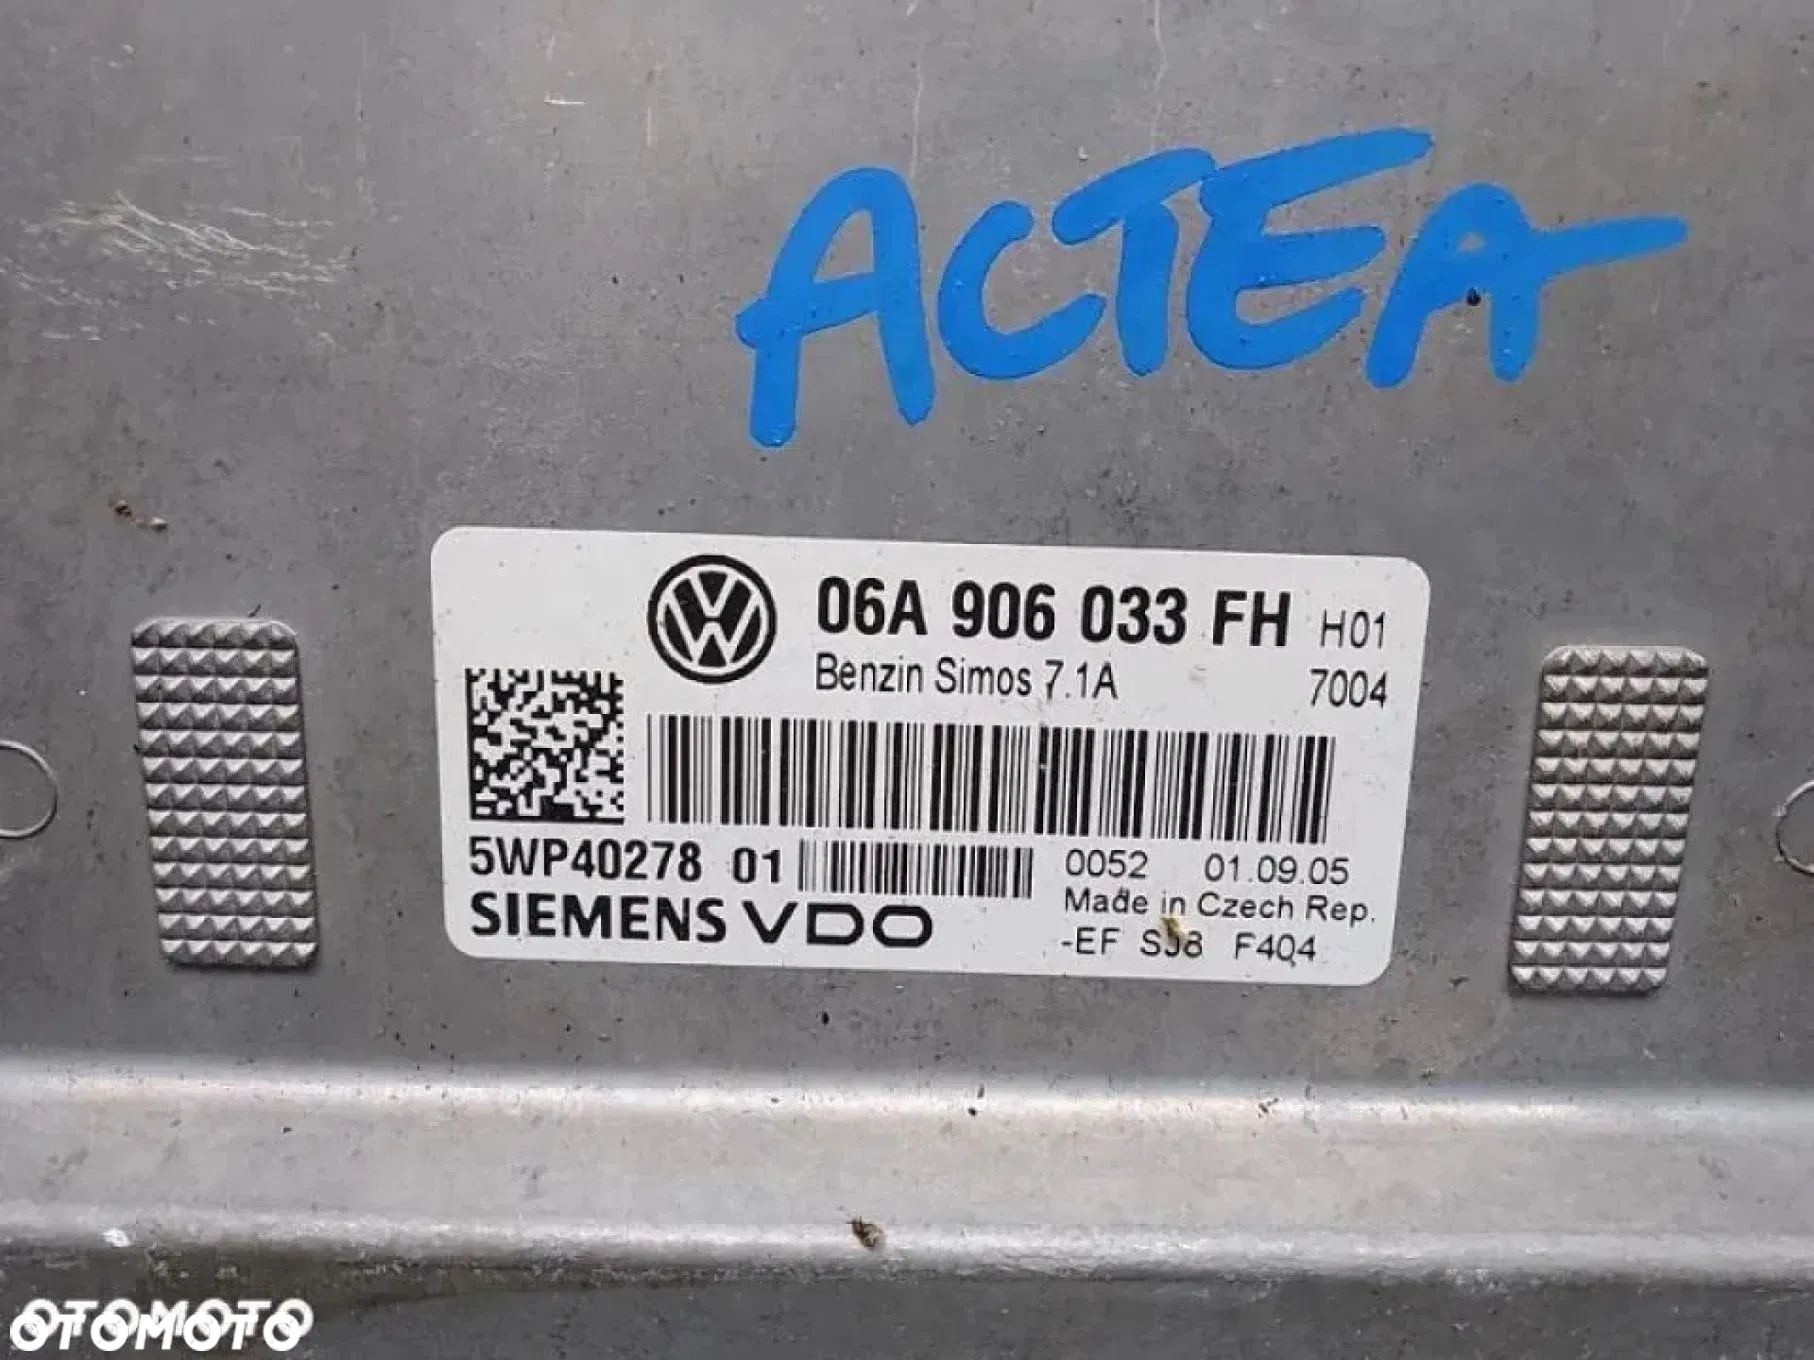 ACTEA
06A 906 033 FH H01
Benzin Simos 7.1A 7004
5WP40278 01 0052 01.09.05
SIEMENS VDO Made in Czech Rep.
-EF SJ8 F404
OTOMOTO